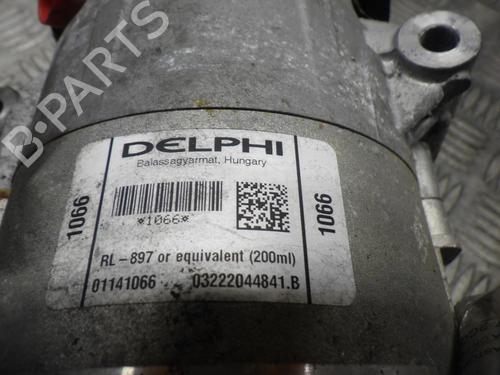 DELPHI
Balassagyarmat, Hungary
1066
*1066*
1066
RL-897 or equivalent (200ml)
01141066 03222044841.B
B-PARTS